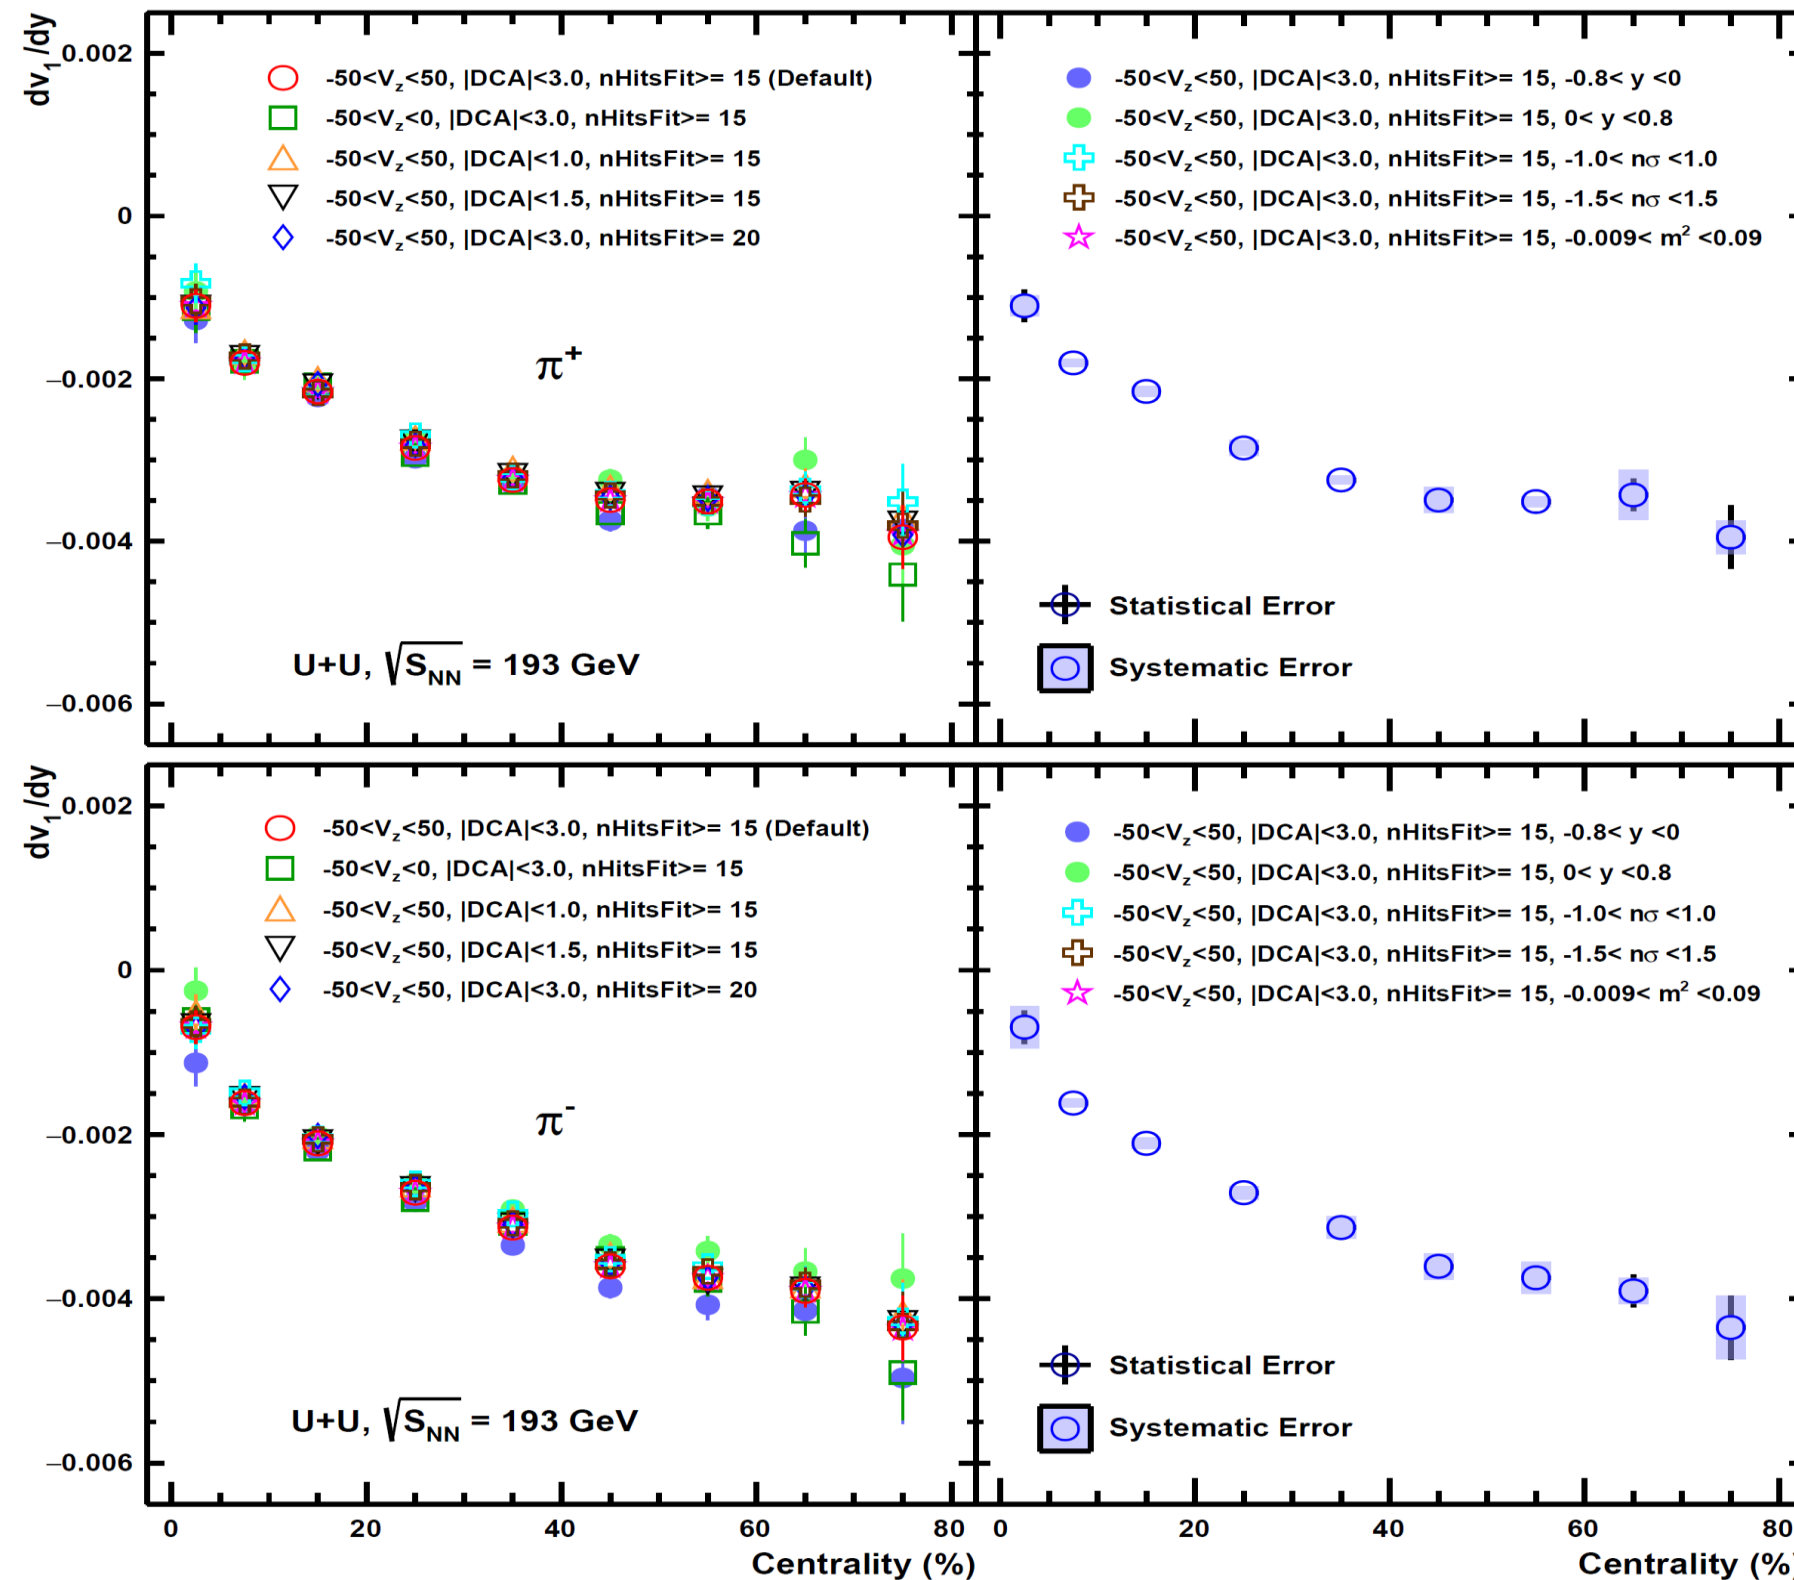 dv1/dy
0.002
0
−0.002
−0.004
−0.006
-50<Vz<50, |DCA|<3.0, nHitsFit>= 15 (Default)
-50<Vz<0, |DCA|<3.0, nHitsFit>= 15
-50<Vz<50, |DCA|<1.0, nHitsFit>= 15
-50<Vz<50, |DCA|<1.5, nHitsFit>= 15
-50<Vz<50, |DCA|<3.0, nHitsFit>= 20
π+
U+U, √SNN = 193 GeV
-50<Vz<50, |DCA|<3.0, nHitsFit>= 15, -0.8< y <0
-50<Vz<50, |DCA|<3.0, nHitsFit>= 15, 0< y <0.8
-50<Vz<50, |DCA|<3.0, nHitsFit>= 15, -1.0< nσ <1.0
-50<Vz<50, |DCA|<3.0, nHitsFit>= 15, -1.5< nσ <1.5
-50<Vz<50, |DCA|<3.0, nHitsFit>= 15, -0.009< m² <0.09
Statistical Error
Systematic Error
dv1/dy
0.002
0
−0.002
−0.004
−0.006
-50<Vz<50, |DCA|<3.0, nHitsFit>= 15 (Default)
-50<Vz<0, |DCA|<3.0, nHitsFit>= 15
-50<Vz<50, |DCA|<1.0, nHitsFit>= 15
-50<Vz<50, |DCA|<1.5, nHitsFit>= 15
-50<Vz<50, |DCA|<3.0, nHitsFit>= 20
π-
U+U, √SNN = 193 GeV
0 20 40 60 80
Centrality (%)
-50<Vz<50, |DCA|<3.0, nHitsFit>= 15, -0.8< y <0
-50<Vz<50, |DCA|<3.0, nHitsFit>= 15, 0< y <0.8
-50<Vz<50, |DCA|<3.0, nHitsFit>= 15, -1.0< nσ <1.0
-50<Vz<50, |DCA|<3.0, nHitsFit>= 15, -1.5< nσ <1.5
-50<Vz<50, |DCA|<3.0, nHitsFit>= 15, -0.009< m² <0.09
Statistical Error
Systematic Error
0 20 40 60 80
Centrality (%)